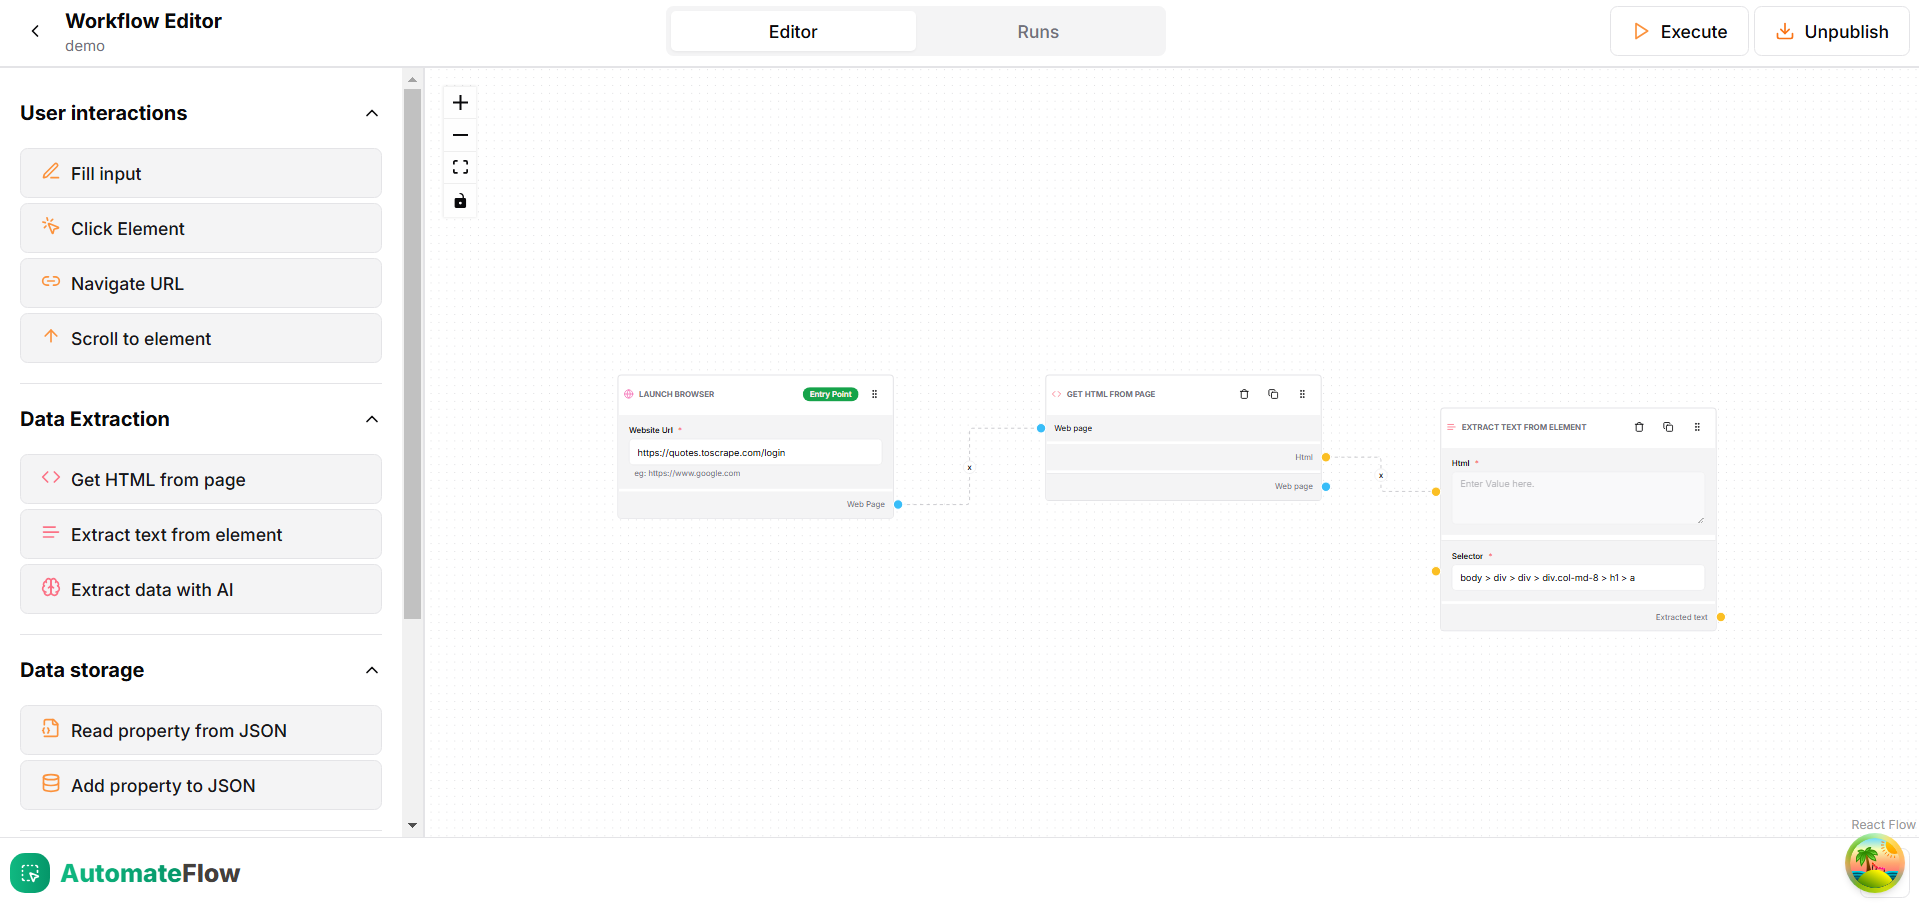 Workflow Editor
demo
Editor
Runs
Execute
Unpublish
User interactions
Fill input
Click Element
Navigate URL
Scroll to element
Data Extraction
Get HTML from page
Extract text from element
Extract data with AI
Data storage
Read property from JSON
Add property to JSON
LAUNCH BROWSER
Entry Point
Website Url *
https://quotes.toscrape.com/login
eg: https://www.google.com
Web Page
x
GET HTML FROM PAGE
Web page
Html
Web page
x
EXTRACT TEXT FROM ELEMENT
Html *
Enter Value here.
Selector *
body > div > div > div.col-md-8 > h1 > a
Extracted text
React Flow
AutomateFlow